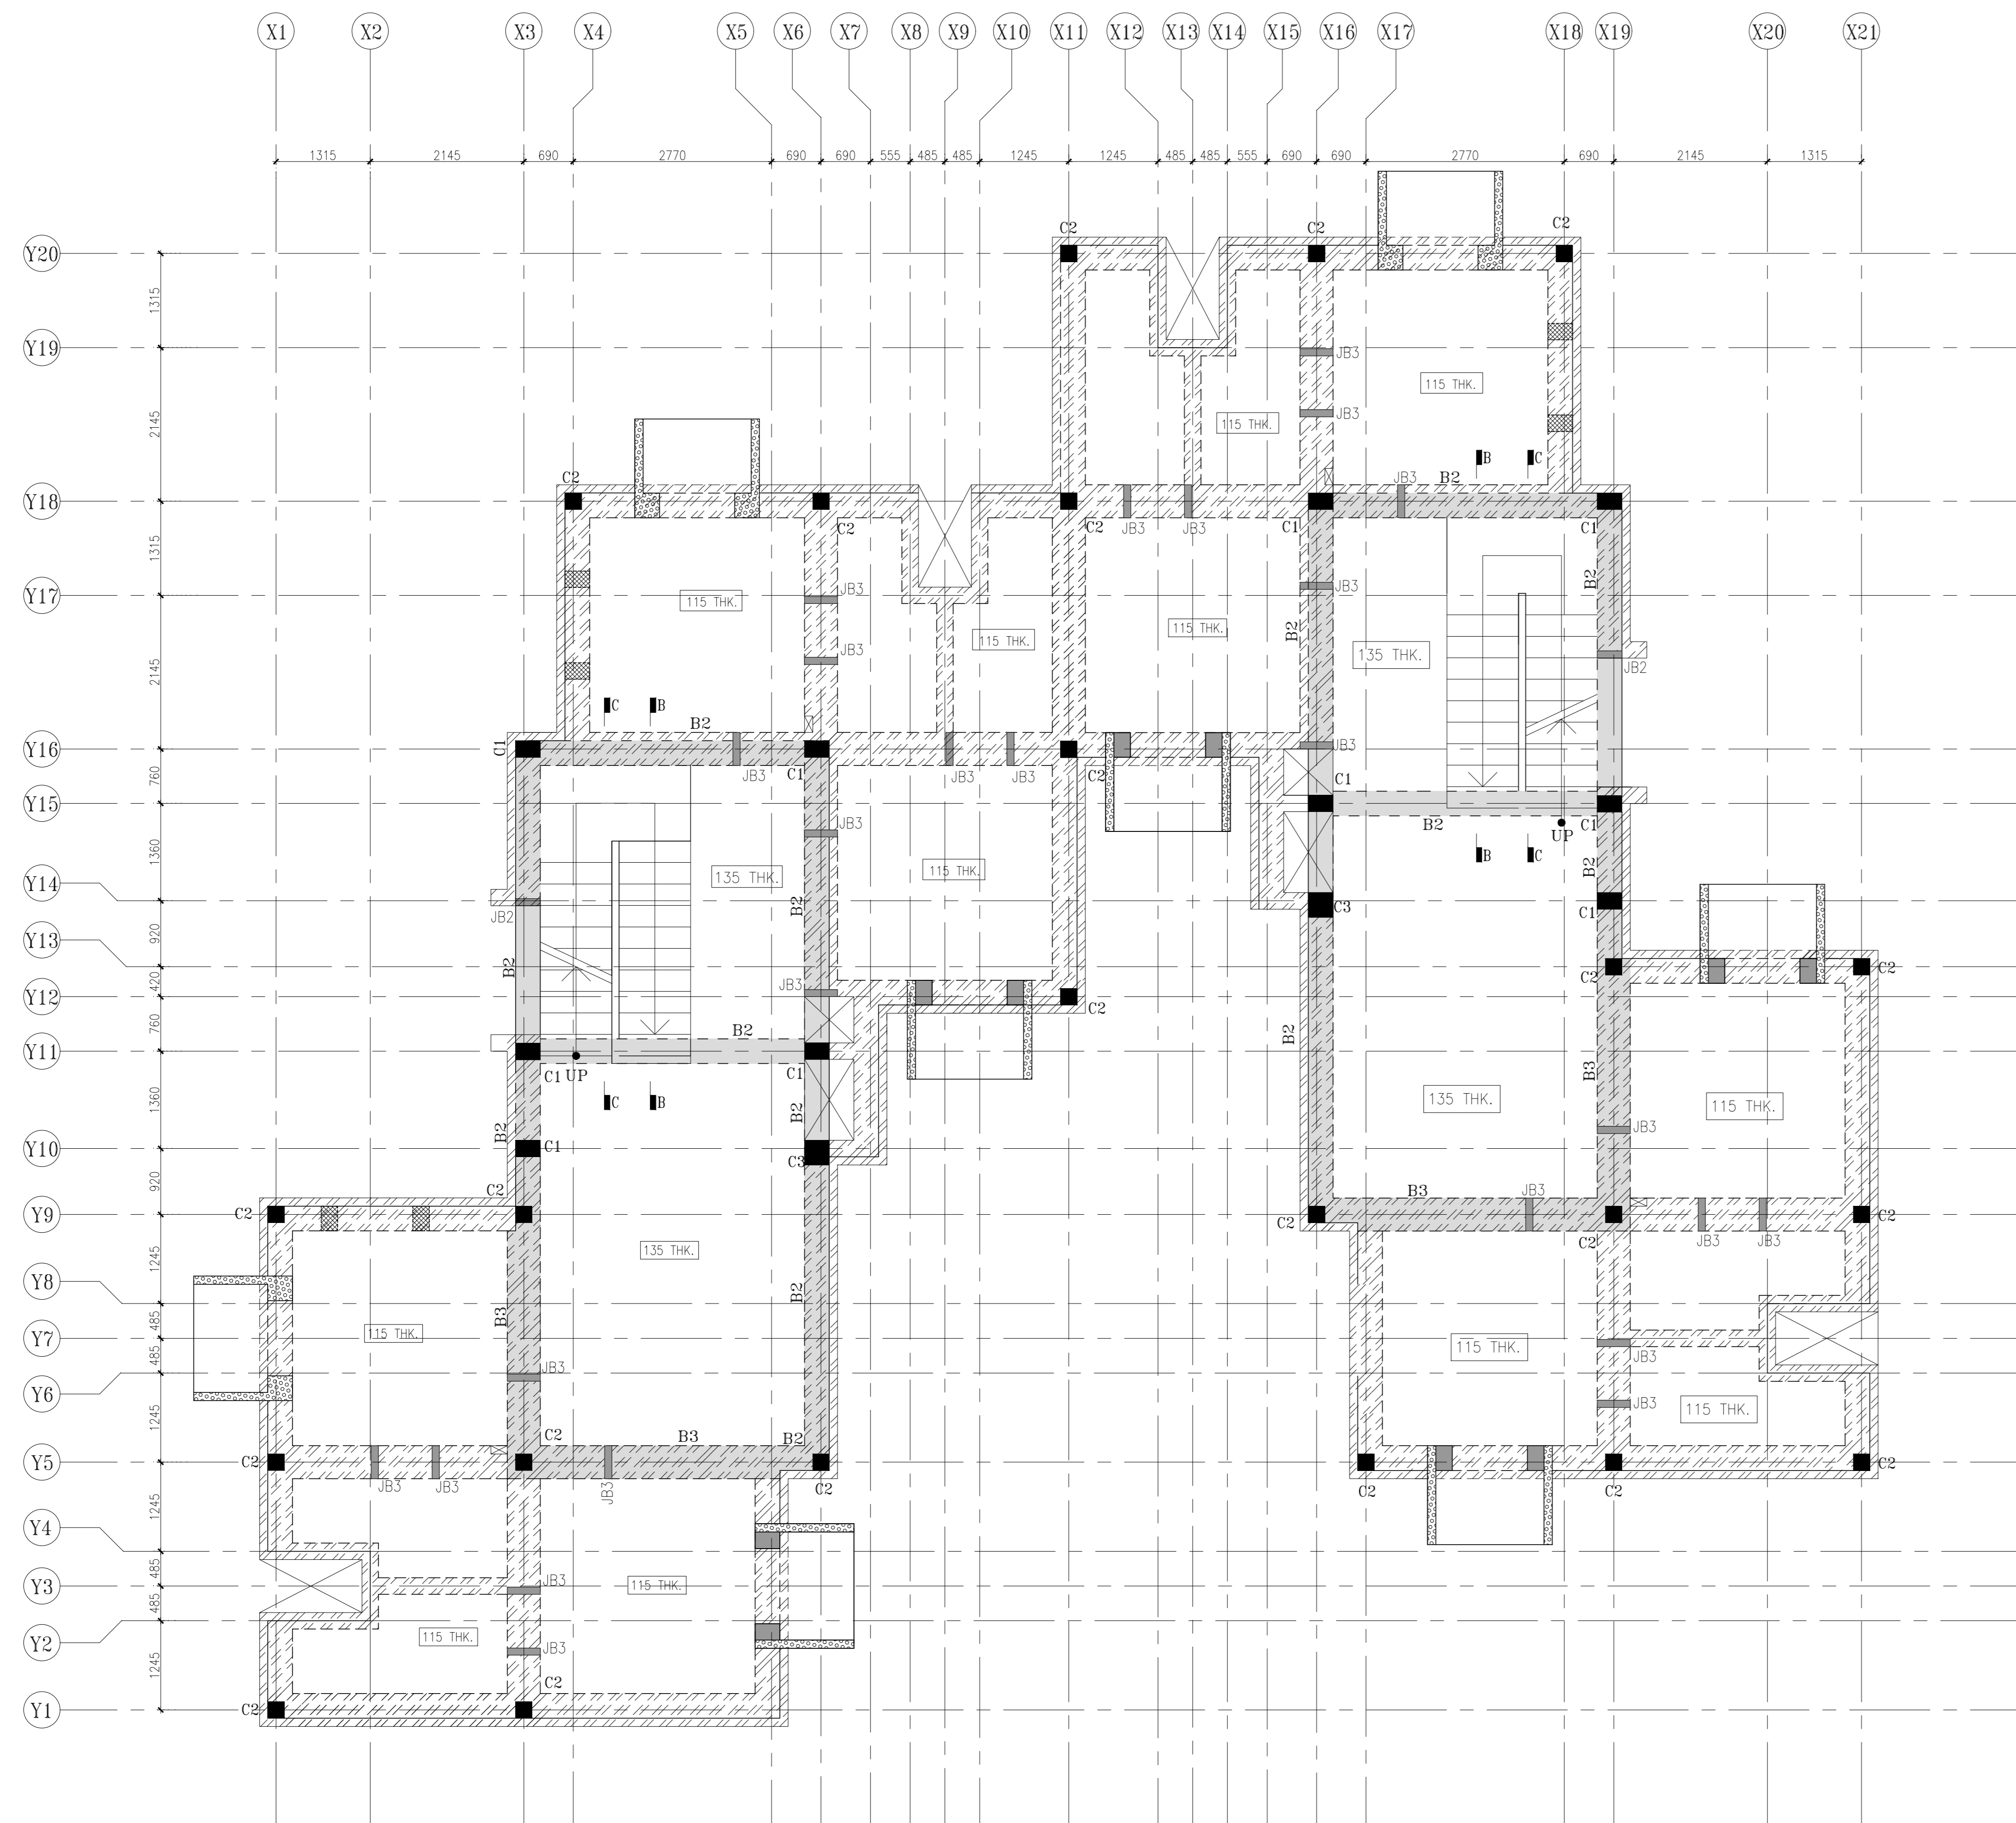 X1 X2 X3 X4 X5 X6 X7 X8 X9 X10 X11 X12 X13 X14 X15 X16 X17 X18 X19 X20 X21
1315 2145 690 2770 690 690 555 485 485 1245 1245 485 485 555 690 690 2770 690 2145 1315
C2 C2 C2
Y20
1315
Y19
JB3
115 THK.
2145
JB3
115 THK.
B C
C2 JB3 B2
Y18
C2 C2 JB3 JB3 C1 C1
1315
B2
JB3 JB3
Y17
115 THK.
115 THK. 115 THK. B2
JB3 135 THK.
2145
JB2
C B
B2
C1
Y16
JB3 C1 JB3 JB3 C2 JB3
760
C1
Y15
B2 C1
JB3 UP
1360
B C
115 THK. B2
135 THK.
Y14
B2 C3 C1
JB2
920
Y13
B2 C2 C2
420
JB3
Y12
C2
760
B2 B2
Y11
C1 UP C1
B3
1360
C B B2
135 THK. 115 THK.
B2 JB3
Y10
C1
C3
920
C2 B3 JB3
Y9
C2 C2 C2
C2 JB3 JB3
135 THK.
1245
Y8
B2
B3
485
Y7
115 THK. 115 THK. JB3
485
JB3
Y6
JB3
115 THK.
1245
C2 B3 B2
Y5
C2 C2
JB3 JB3 JB3 C2 C2 C2
1245
Y4
485
Y3
JB3 115 THK.
485
Y2
115 THK.
JB3
1245
C2
Y1
C2